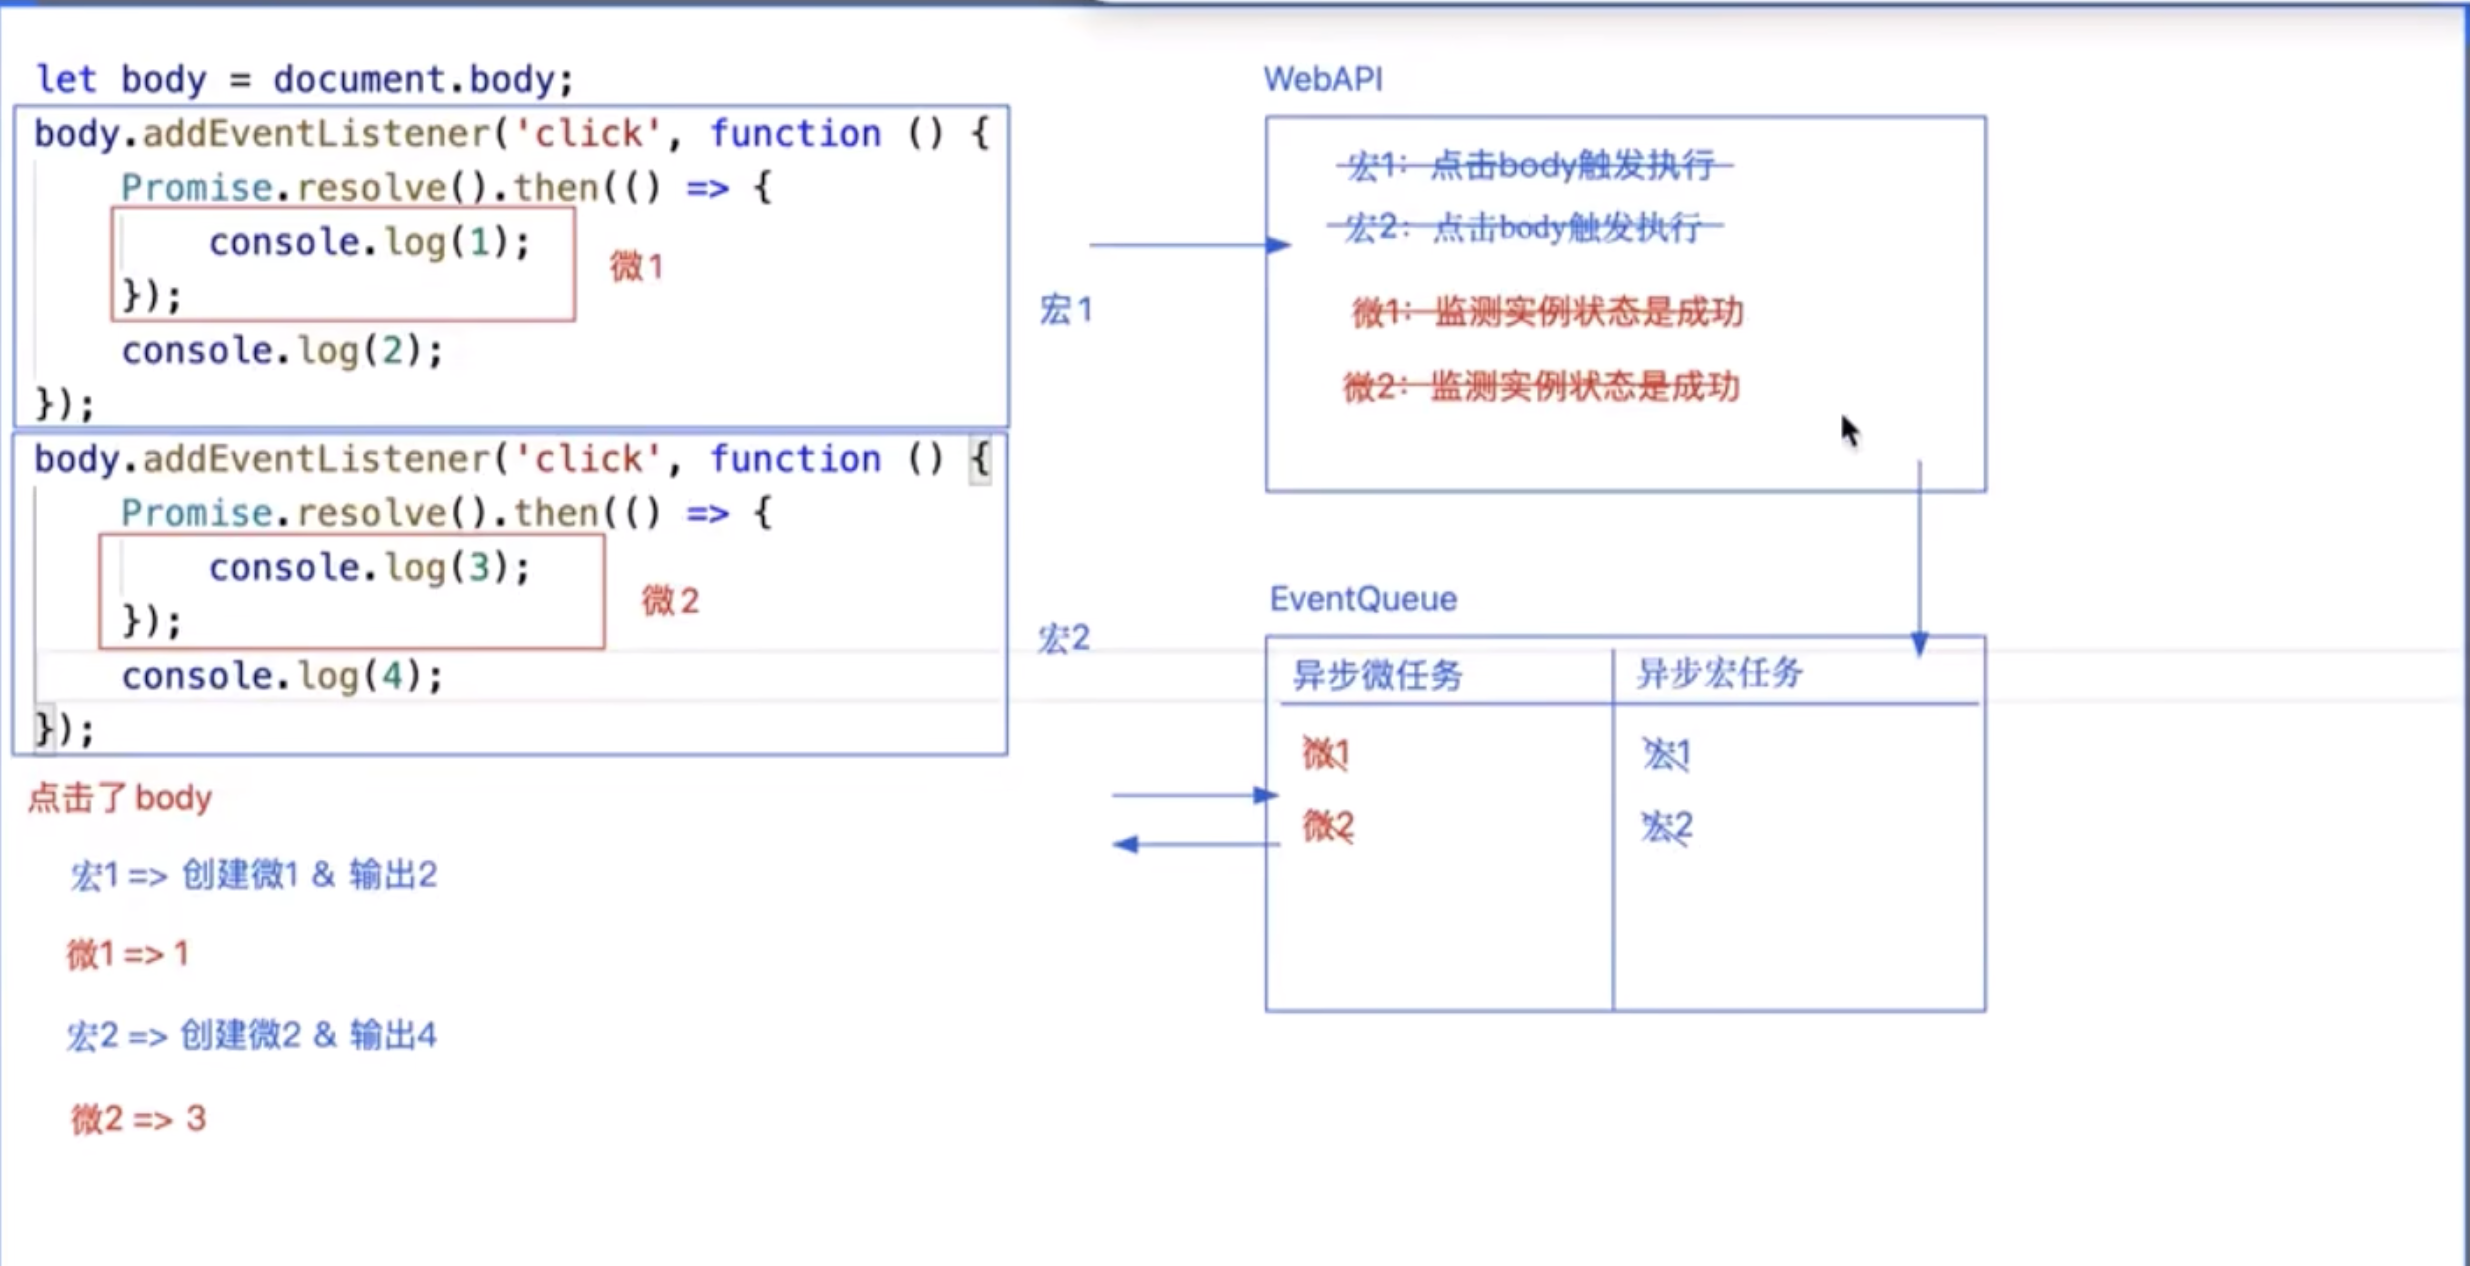 let body = document.body;
body.addEventListener('click', function () {
Promise.resolve().then(() => {
console.log(1);
});
微1
console.log(2);
});
宏1
body.addEventListener('click', function () {
Promise.resolve().then(() => {
console.log(3);
});
微2
console.log(4);
});
宏2
点击了body
宏1 => 创建微1 & 输出2
微1 => 1
宏2 => 创建微2 & 输出4
微2 => 3
WebAPI
宏1：点击body触发执行
宏2：点击body触发执行
微1：监测实例状态是成功
微2：监测实例状态是成功
EventQueue
异步微任务 异步宏任务
微1 宏1
微2 宏2